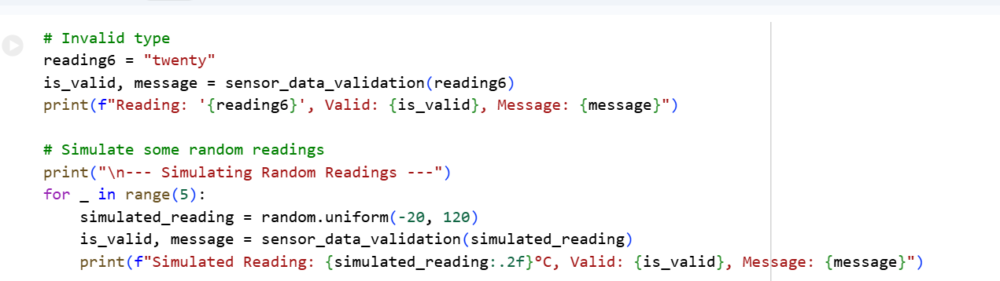 # Invalid type
reading6 = "twenty"
is_valid, message = sensor_data_validation(reading6)
print(f"Reading: '{reading6}', Valid: {is_valid}, Message: {message}")

# Simulate some random readings
print("\n--- Simulating Random Readings ---")
for _ in range(5):
    simulated_reading = random.uniform(-20, 120)
    is_valid, message = sensor_data_validation(simulated_reading)
    print(f"Simulated Reading: {simulated_reading:.2f}°C, Valid: {is_valid}, Message: {message}")